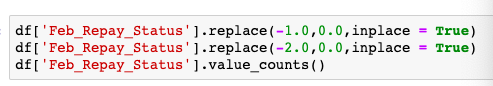 df['Feb_Repay_Status'].replace(-1.0,0.0,inplace = True)
df['Feb_Repay_Status'].replace(-2.0,0.0,inplace = True)
df['Feb_Repay_Status'].value_counts()